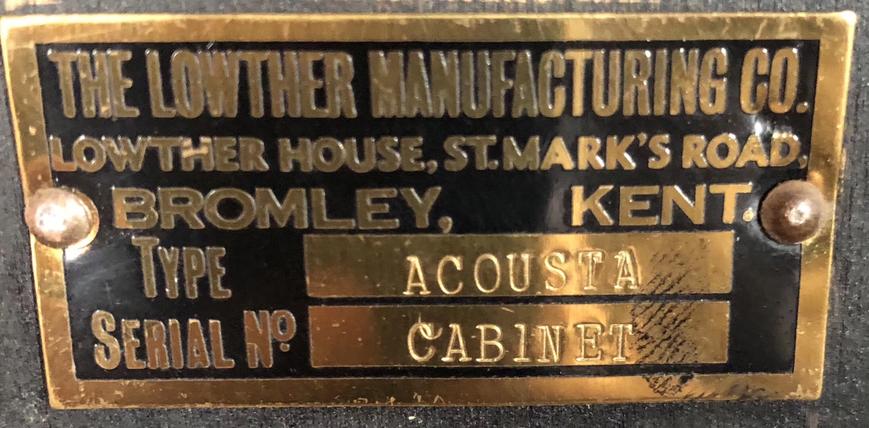 THE LOWTHER MANUFACTURING CO.
LOWTHER HOUSE, ST. MARK'S ROAD,
BROMLEY, KENT.
TYPE ACOUSTA
SERIAL NO. CABINET